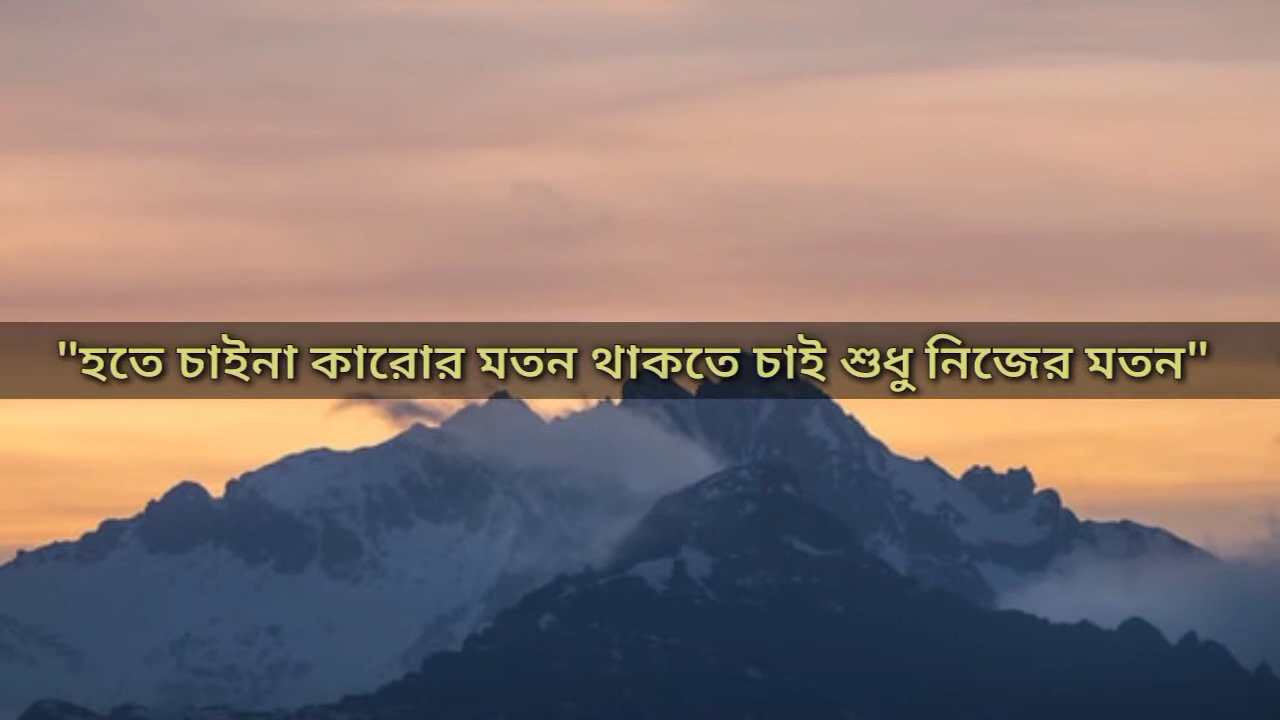 "হতে চাইনা কারোর মতন থাকতে চাই শুধু নিজের মতন"